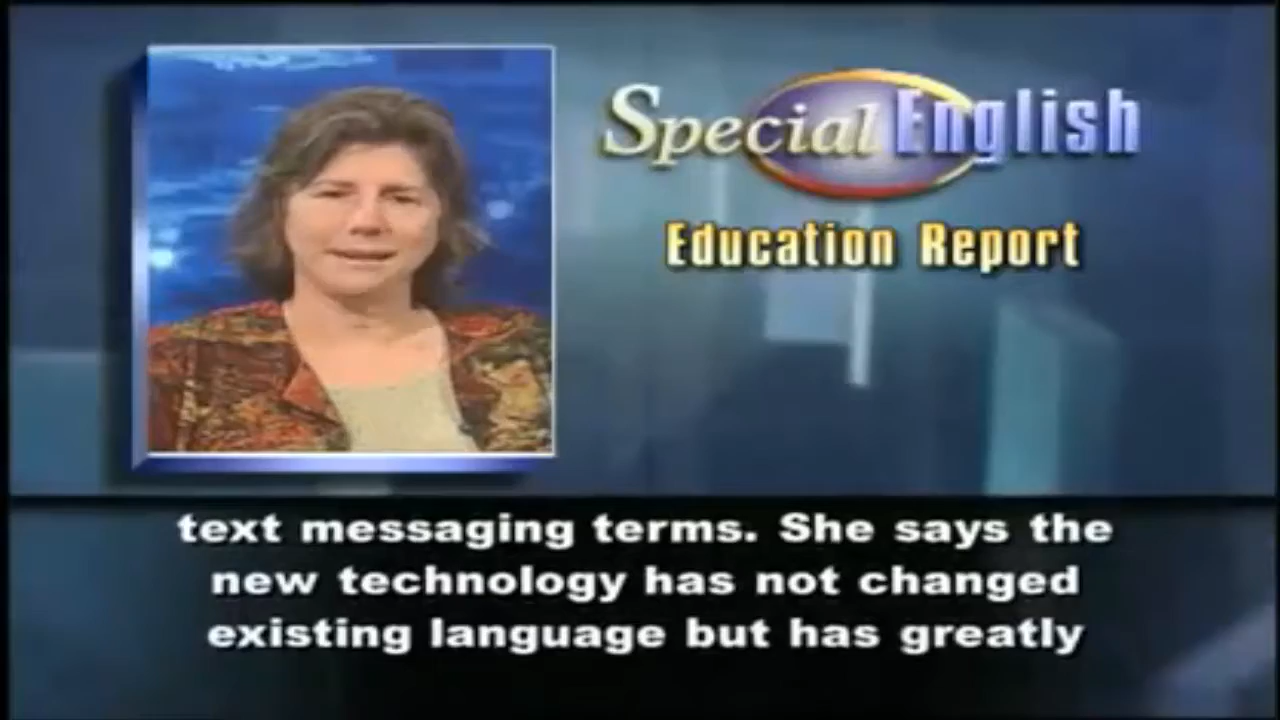 Special English
Education Report
text messaging terms. She says the
new technology has not changed
existing language but has greatly